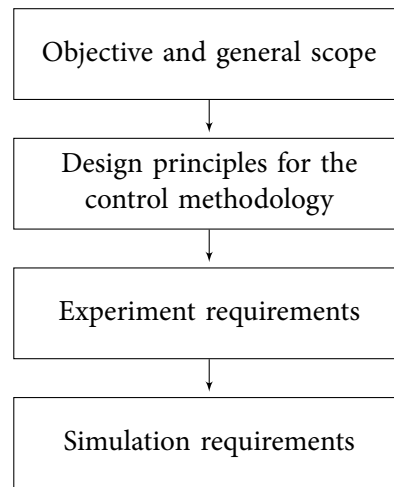 Objective and general scope
Design principles for the
control methodology
Experiment requirements
Simulation requirements